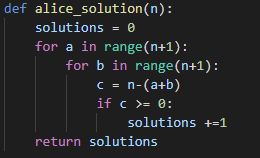 def alice_solution(n):
    solutions = 0
    for a in range(n+1):
        for b in range(n+1):
            c = n-(a+b)
            if c >= 0:
                solutions +=1
    return solutions